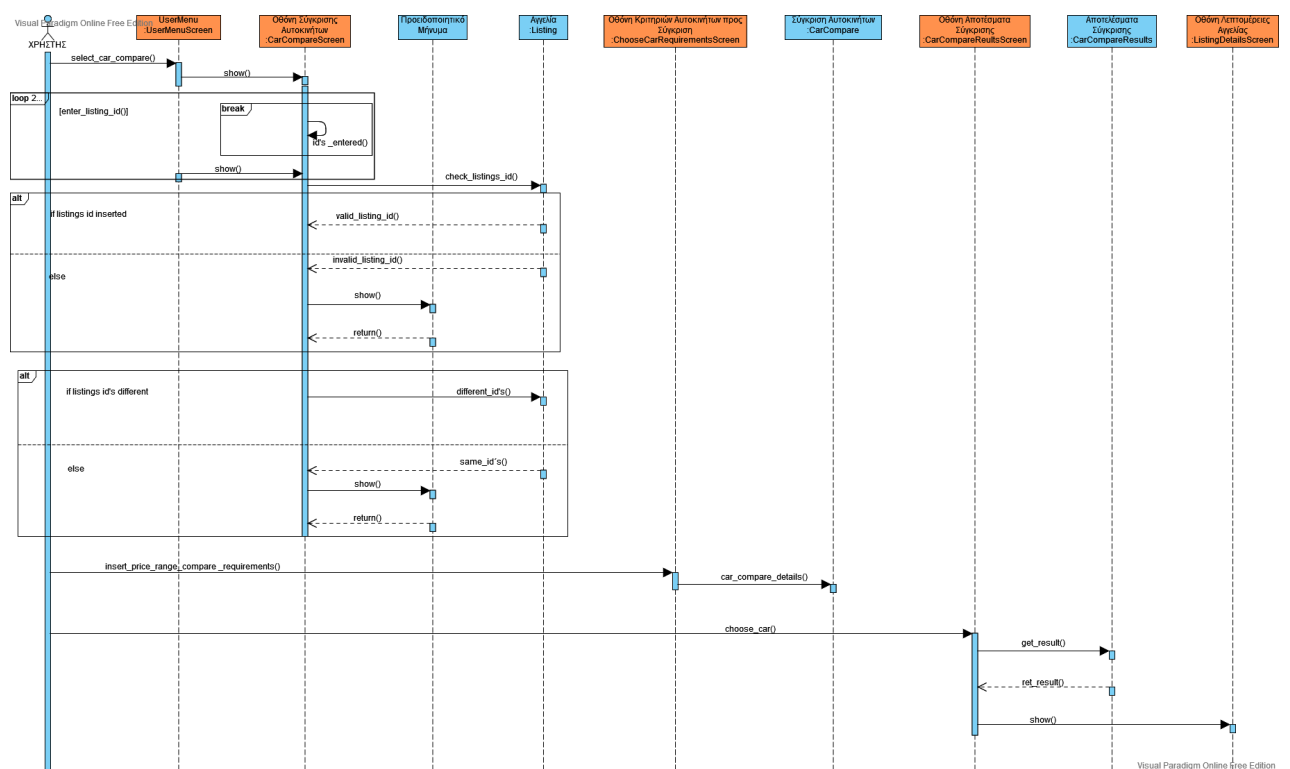 Visual Paradigm Online Free Edition
ΧΡΗΣΤΗΣ
UserMenu
:UserMenuScreen
Οθόνη Σύγκρισης
Αυτοκινήτων
:CarCompareScreen
Προειδοποιητικό
Μήνυμα
Αγγελία
:Listing
Οθόνη Κριτηριών Αυτοκινήτων προς
Σύγκριση
:ChooseCarRequirementsScreen
Σύγκριση Αυτοκινήτων
:CarCompare
Οθόνη Αποτέσματα
Σύγκρισης
:CarCompareReultsScreen
Αποτελέσματα
Σύγκρισης
:CarCompareResults
Οθόνη Λεπτομέρειες
Αγγελίας
:ListingDetailsScreen
select_car_compare()
show()
loop 2...
[enter_listing_id()]
break
id's _entered()
show()
check_listings_id()
alt
if listings id inserted
valid_listing_id()
invalid_listing_id()
else
show()
return()
alt
if listings id's different
different_id's()
same_id´s()
else
show()
return()
insert_price_range_compare _requirements()
car_compare_details()
choose_car()
get_result()
ret_result()
show()
Visual Paradigm Online Free Edition